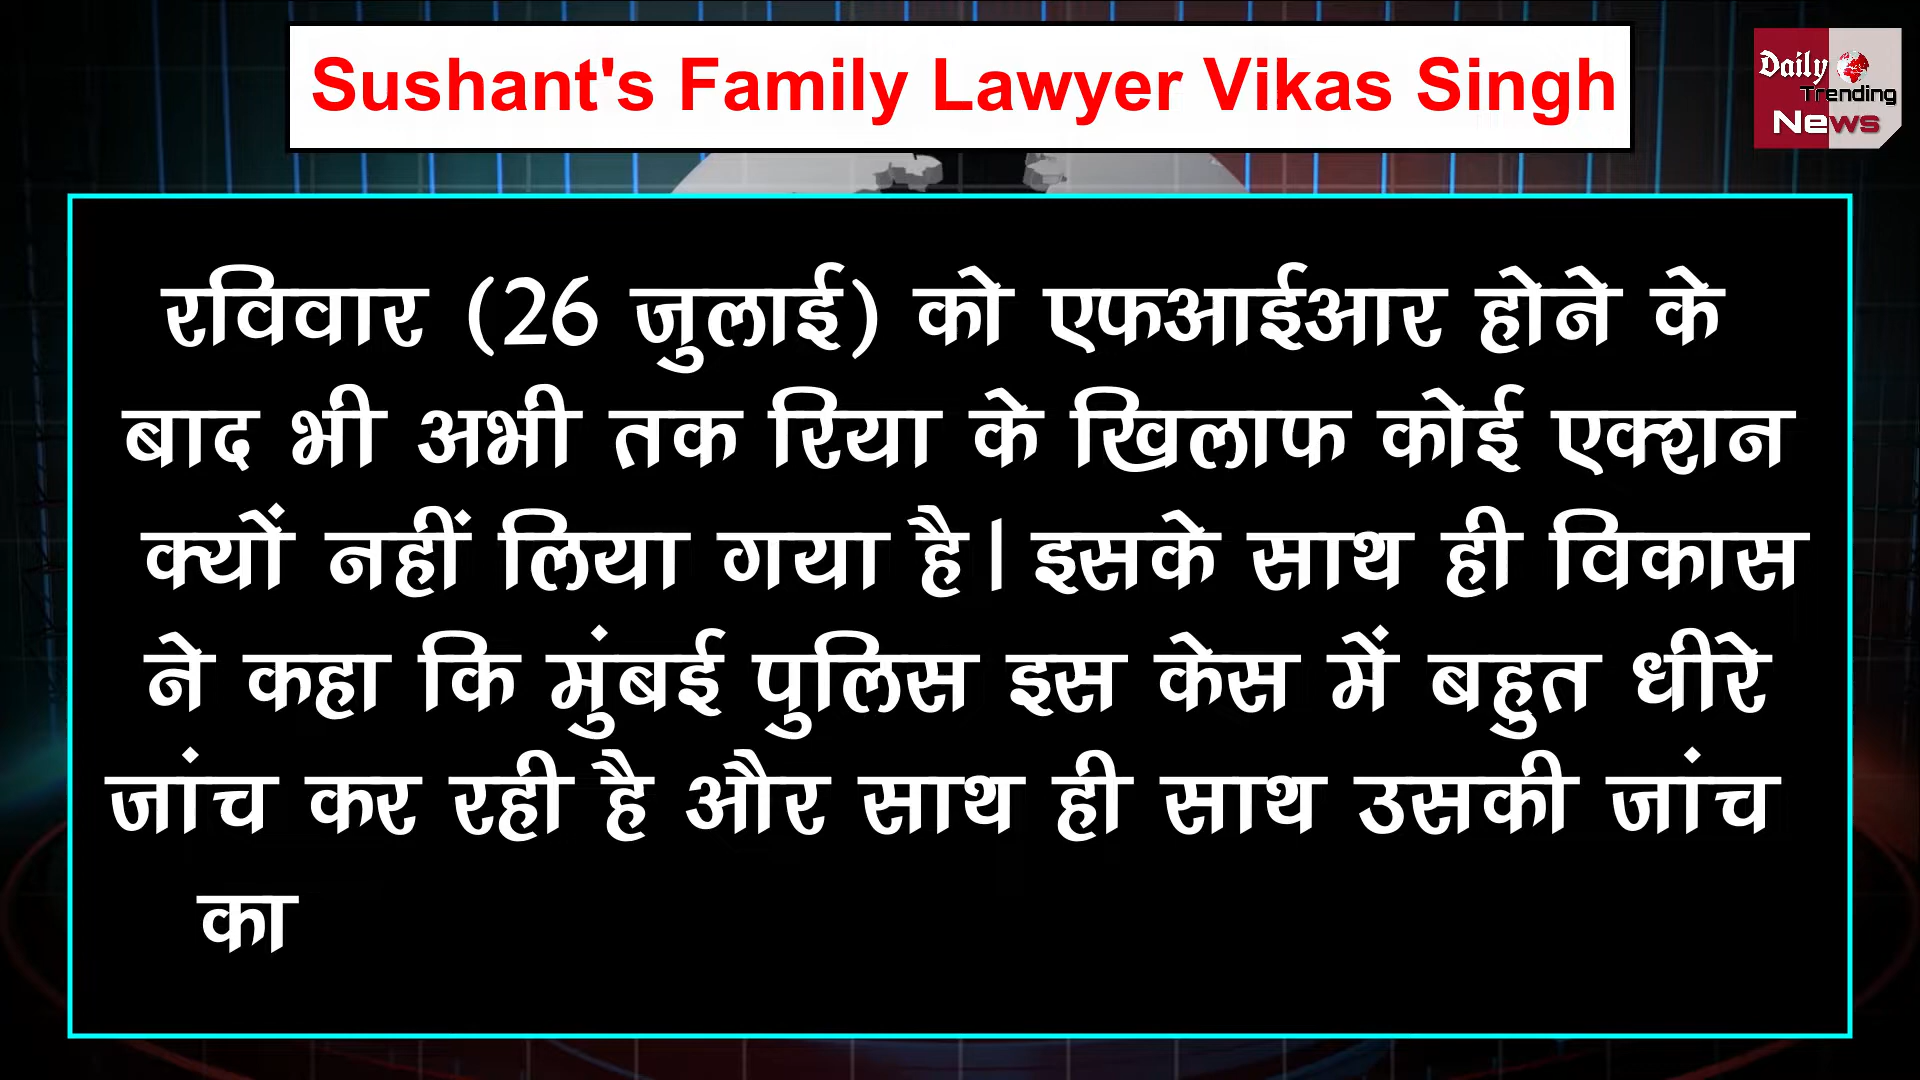 Sushant's Family Lawyer Vikas Singh
Daily
Trending
News
रविवार (26 जुलाई) को एफआईआर होने के
बाद भी अभी तक रिया के खिलाफ कोई एक्शन
क्यों नहीं लिया गया है। इसके साथ ही विकास
ने कहा कि मुंबई पुलिस इस केस में बहुत धीरे
जांच कर रही है और साथ ही साथ उसकी जांच
का